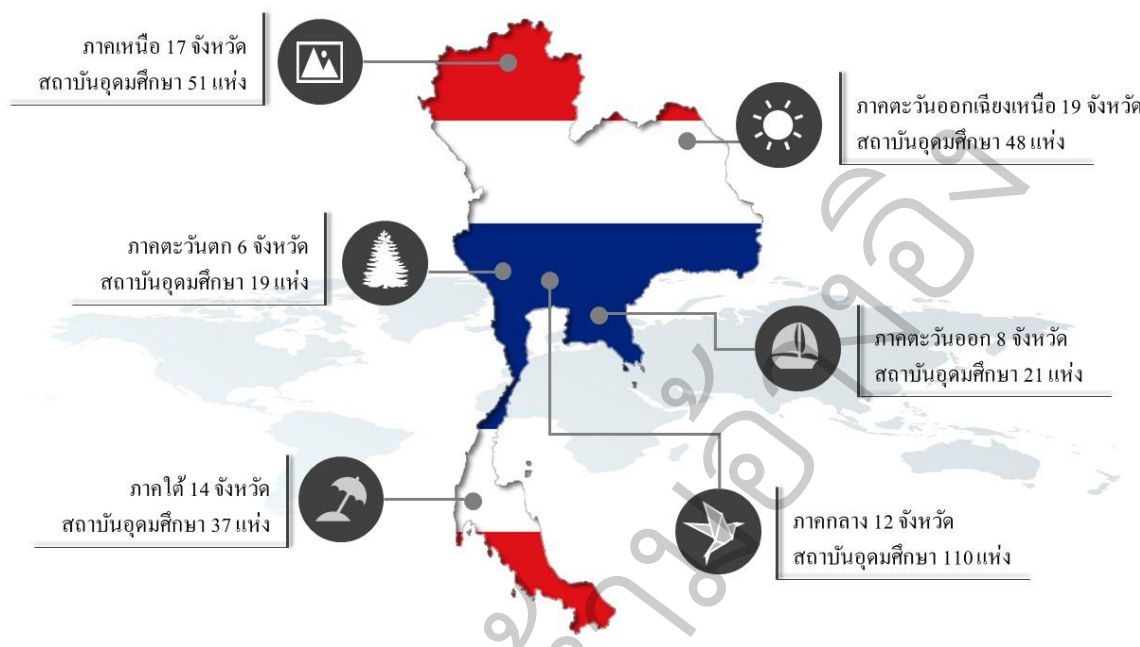 ภาคเหนือ 17 จังหวัด
สถาบันอุดมศึกษา 51 แห่ง
ภาคตะวันออกเฉียงเหนือ 19 จังหวัด
สถาบันอุดมศึกษา 48 แห่ง
ภาคตะวันตก 6 จังหวัด
สถาบันอุดมศึกษา 19 แห่ง
ภาคตะวันออก 8 จังหวัด
สถาบันอุดมศึกษา 21 แห่ง
ภาคใต้ 14 จังหวัด
สถาบันอุดมศึกษา 37 แห่ง
ภาคกลาง 12 จังหวัด
สถาบันอุดมศึกษา 110 แห่ง